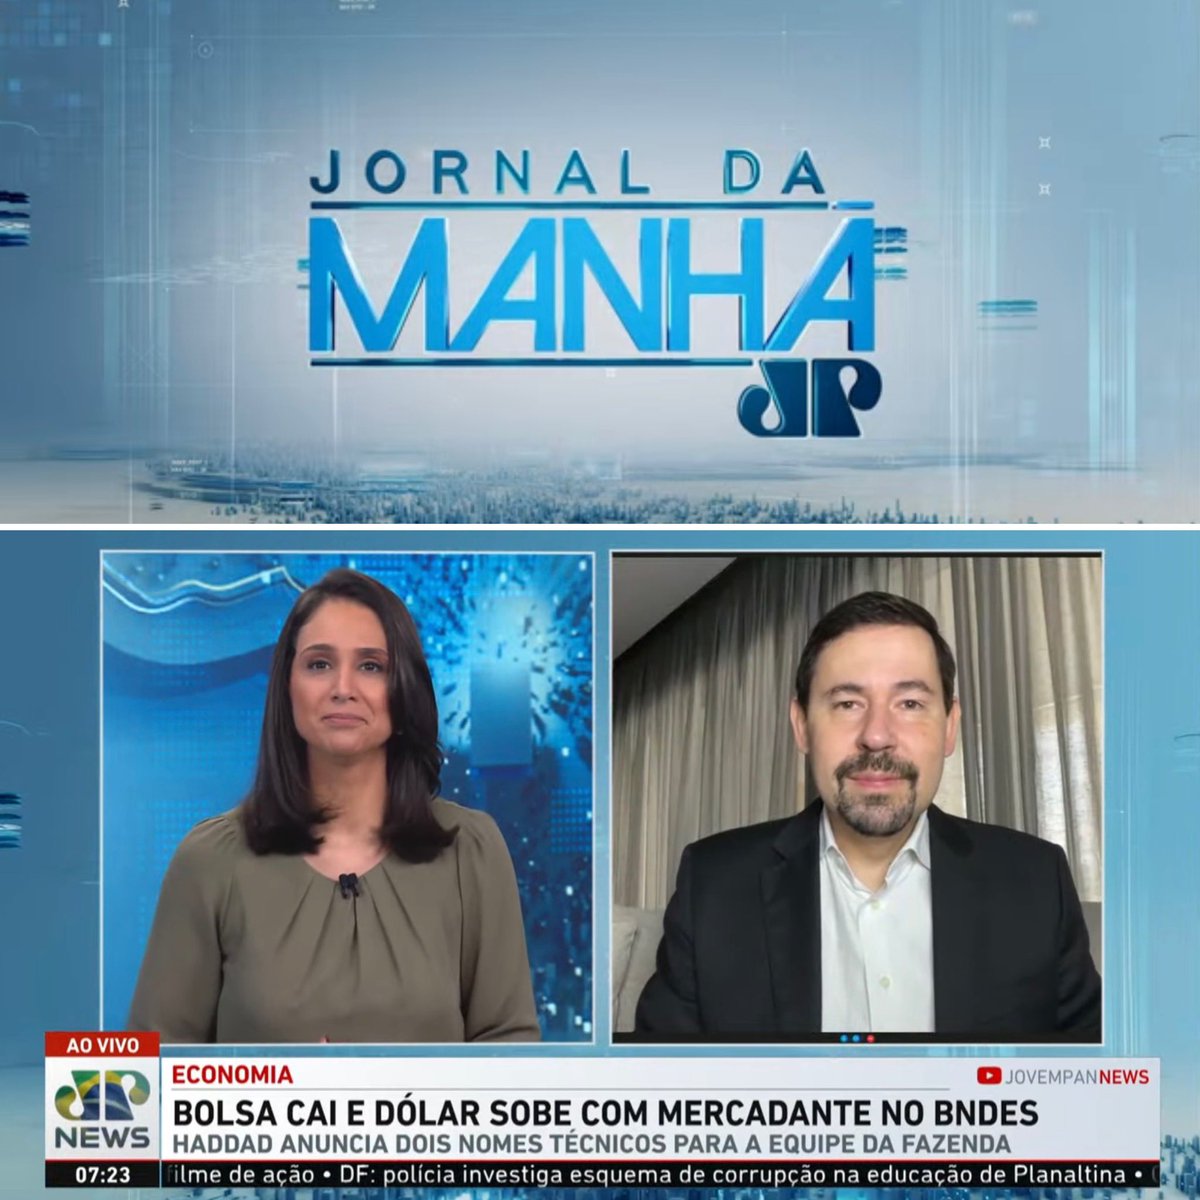 JORNAL DA
MANHÃ
JP
AO VIVO
ECONOMIA
JOVEMPANNEWS
JP
NEWS
BOLSA CAI E DÓLAR SOBE COM MERCADANTE NO BNDES
HADDAD ANUNCIA DOIS NOMES TÉCNICOS PARA A EQUIPE DA FAZENDA
07:23
filme de ação • DF: polícia investiga esquema de corrupção na educação de Planaltina •